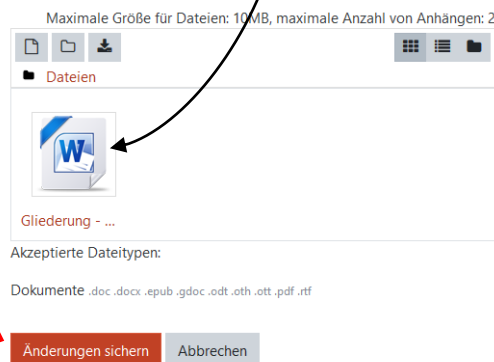 Maximale Größe für Dateien: 10MB, maximale Anzahl von Anhängen: 2
Dateien
W
Gliederung - ...
Akzeptierte Dateitypen:
Dokumente .doc .docx .epub .gdoc .odt .oth .ott .pdf .rtf
Änderungen sichern Abbrechen